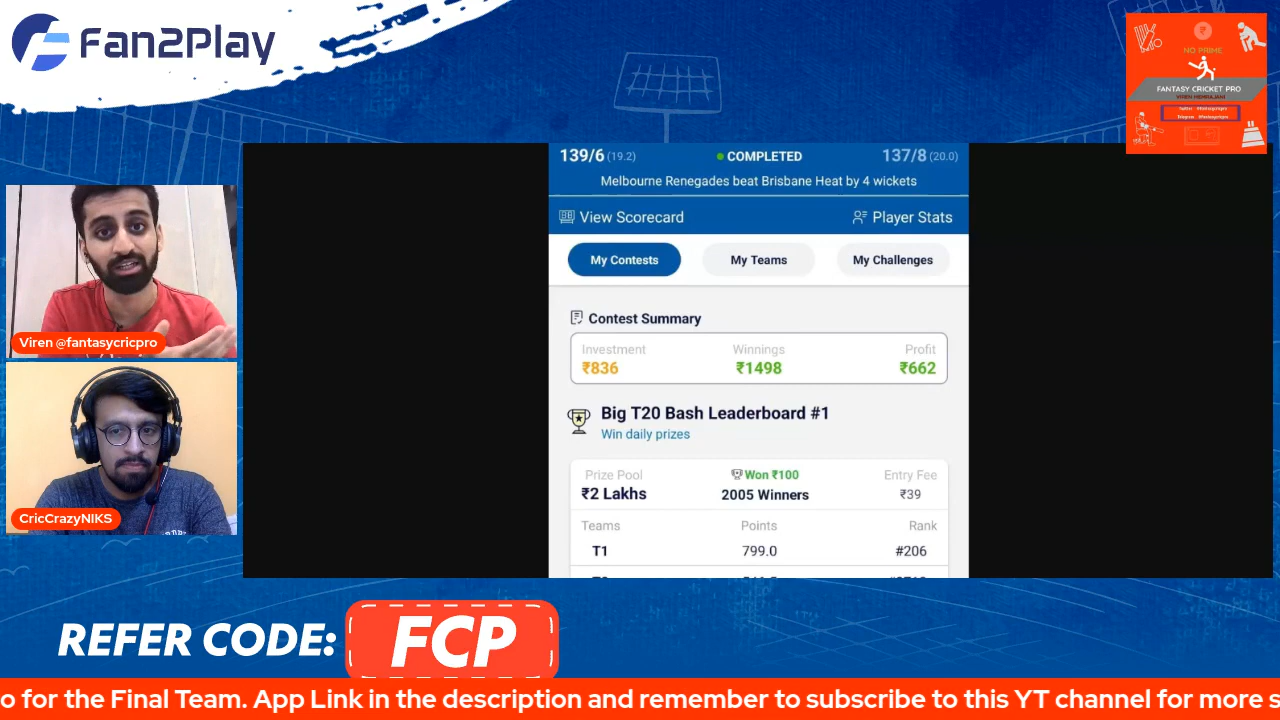 Fan2Play
NO PRIME
FANTASY CRICKET PRO
VIREN HEMRAJANI
139/6 (19.2)
COMPLETED
137/8 (20.0)
Melbourne Renegades beat Brisbane Heat by 4 wickets
View Scorecard
Player Stats
My Contests
My Teams
My Challenges
Contest Summary
Investment Winnings Profit
₹836 ₹1498 ₹662
Big T20 Bash Leaderboard #1
Win daily prizes
Prize Pool Won ₹100 Entry Fee
₹2 Lakhs 2005 Winners ₹39
Teams Points Rank
T1 799.0 #206
Viren @fantasycricpro
CricCrazyNIKS
REFER CODE: FCP
o for the Final Team. App Link in the description and remember to subscribe to this YT channel for more s